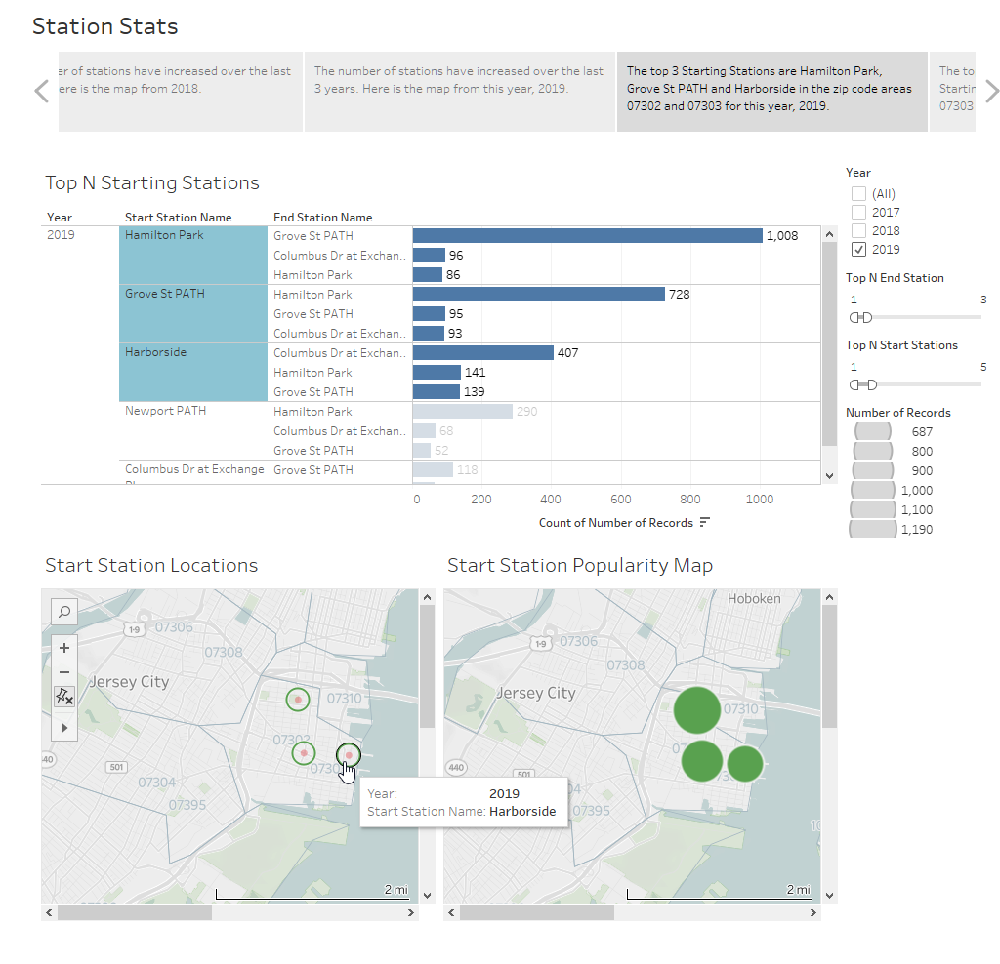 Station Stats
er of stations have increased over the last
ere is the map from 2018.
The number of stations have increased over the last
3 years. Here is the map from this year, 2019.
The top 3 Starting Stations are Hamilton Park,
Grove St PATH and Harborside in the zip code areas
07302 and 07303 for this year, 2019.
The to
Startin
07303
Top N Starting Stations
Year Start Station Name End Station Name
2019 Hamilton Park Grove St PATH 1,008
Columbus Dr at Exchan.. 96
Hamilton Park 86
Grove St PATH Hamilton Park 728
Grove St PATH 95
Columbus Dr at Exchan.. 93
Harborside Columbus Dr at Exchan.. 407
Hamilton Park 141
Grove St PATH 139
Newport PATH Hamilton Park 290
Columbus Dr at Exchan.. 68
Grove St PATH 52
Columbus Dr at Exchange Grove St PATH 118
0 200 400 600 800 1000
Count of Number of Records
Year
(All)
2017
2018
2019
Top N End Station
1 3
Top N Start Stations
1 5
Number of Records
687
800
900
1,000
1,100
1,190
Start Station Locations
1-9 07306
07308
Jersey City
07310
07302
40
501
0730
07304
07395
2 mi
Year: 2019
Start Station Name: Harborside
Start Station Popularity Map
Hoboken
1-9 07306
07308
Jersey City
07310
07
440
501
04
07395
10
2 mi